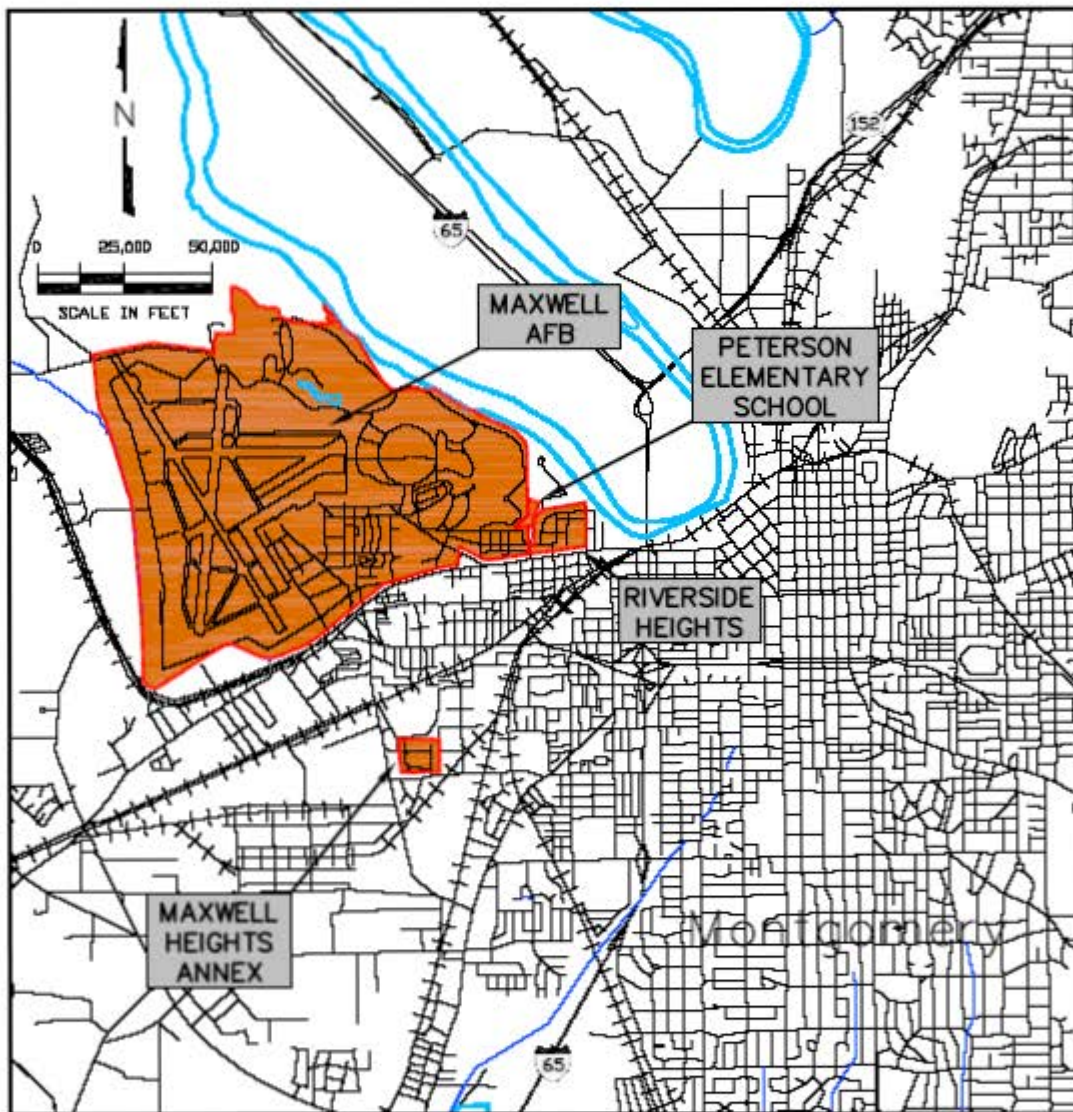 N
152
65
0 25,000 50,000
SCALE IN FEET
MAXWELL
AFB
PETERSON
ELEMENTARY
SCHOOL
RIVERSIDE
HEIGHTS
MAXWELL
HEIGHTS
ANNEX
Montgomery
65